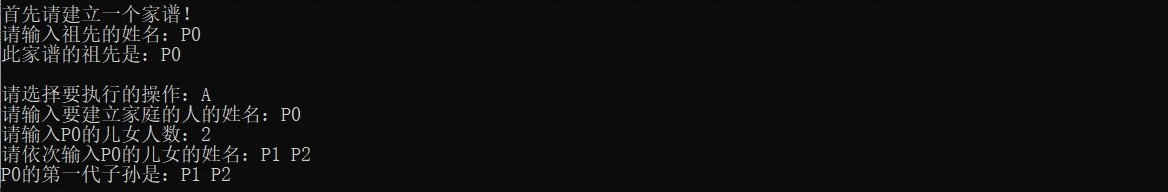 首先请建立一个家谱!
请输入祖先的姓名: P0
此家谱的祖先是: P0
请选择要执行的操作: A
请输入要建立家庭的人的姓名: P0
请输入P0的儿女人数: 2
请依次输入P0的儿女的姓名: P1 P2
P0的第一代子孙是: P1 P2